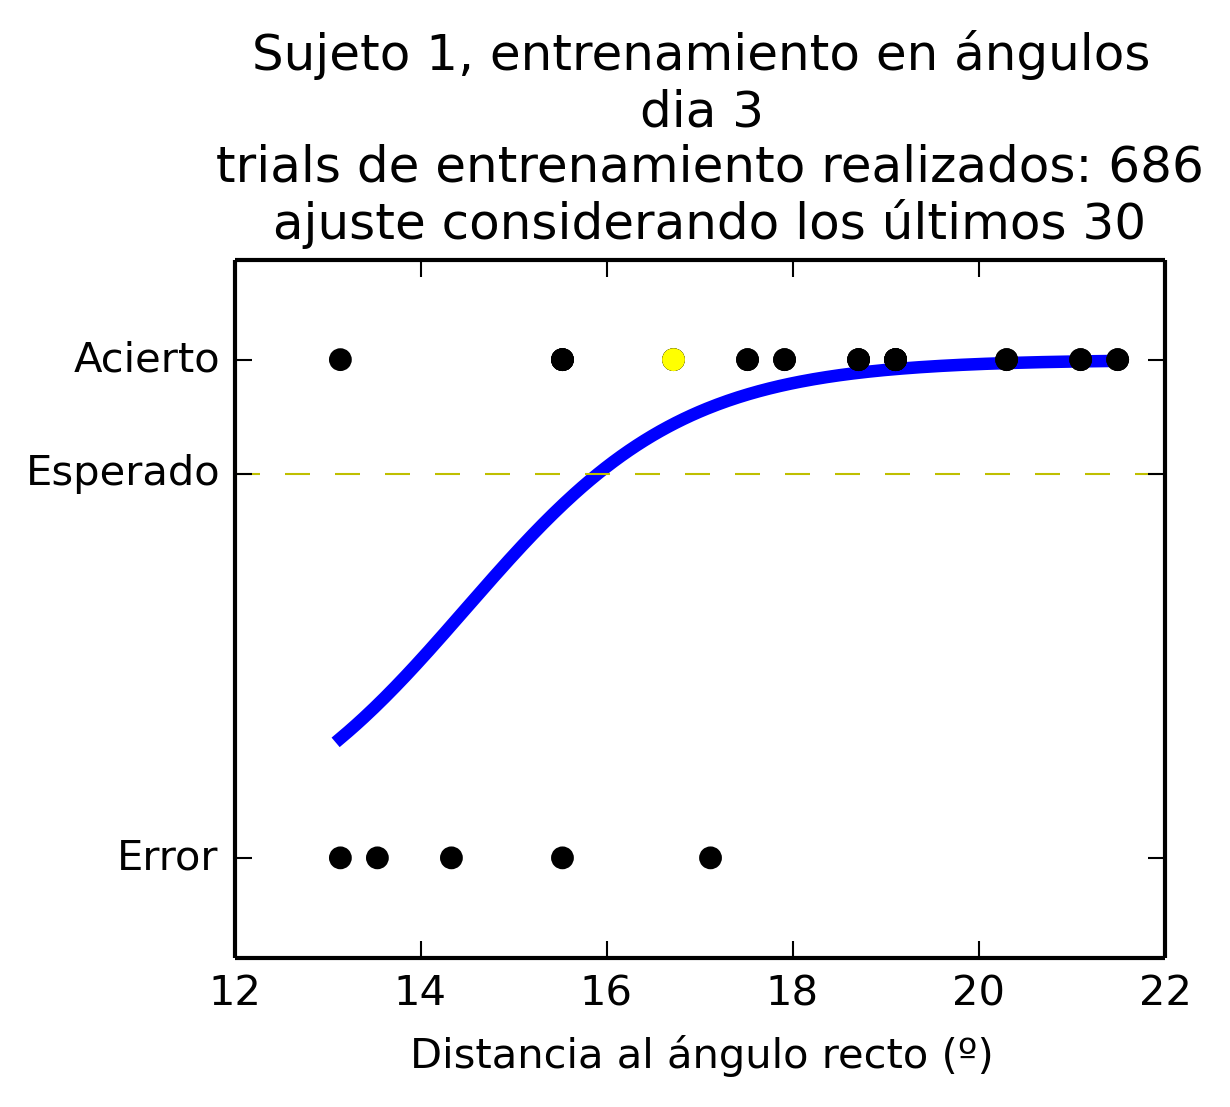 Sujeto 1, entrenamiento en ángulos
dia 3
trials de entrenamiento realizados: 686
ajuste considerando los últimos 30
Acierto
Esperado
Error
12 14 16 18 20 22
Distancia al ángulo recto (º)